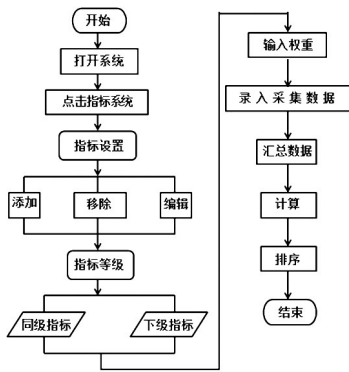 开始
打开系统
点击指标系统
指标设置
添加
移除
编辑
指标等级
同级指标
下级指标
输入权重
录入采集数据
汇总数据
计算
排序
结束